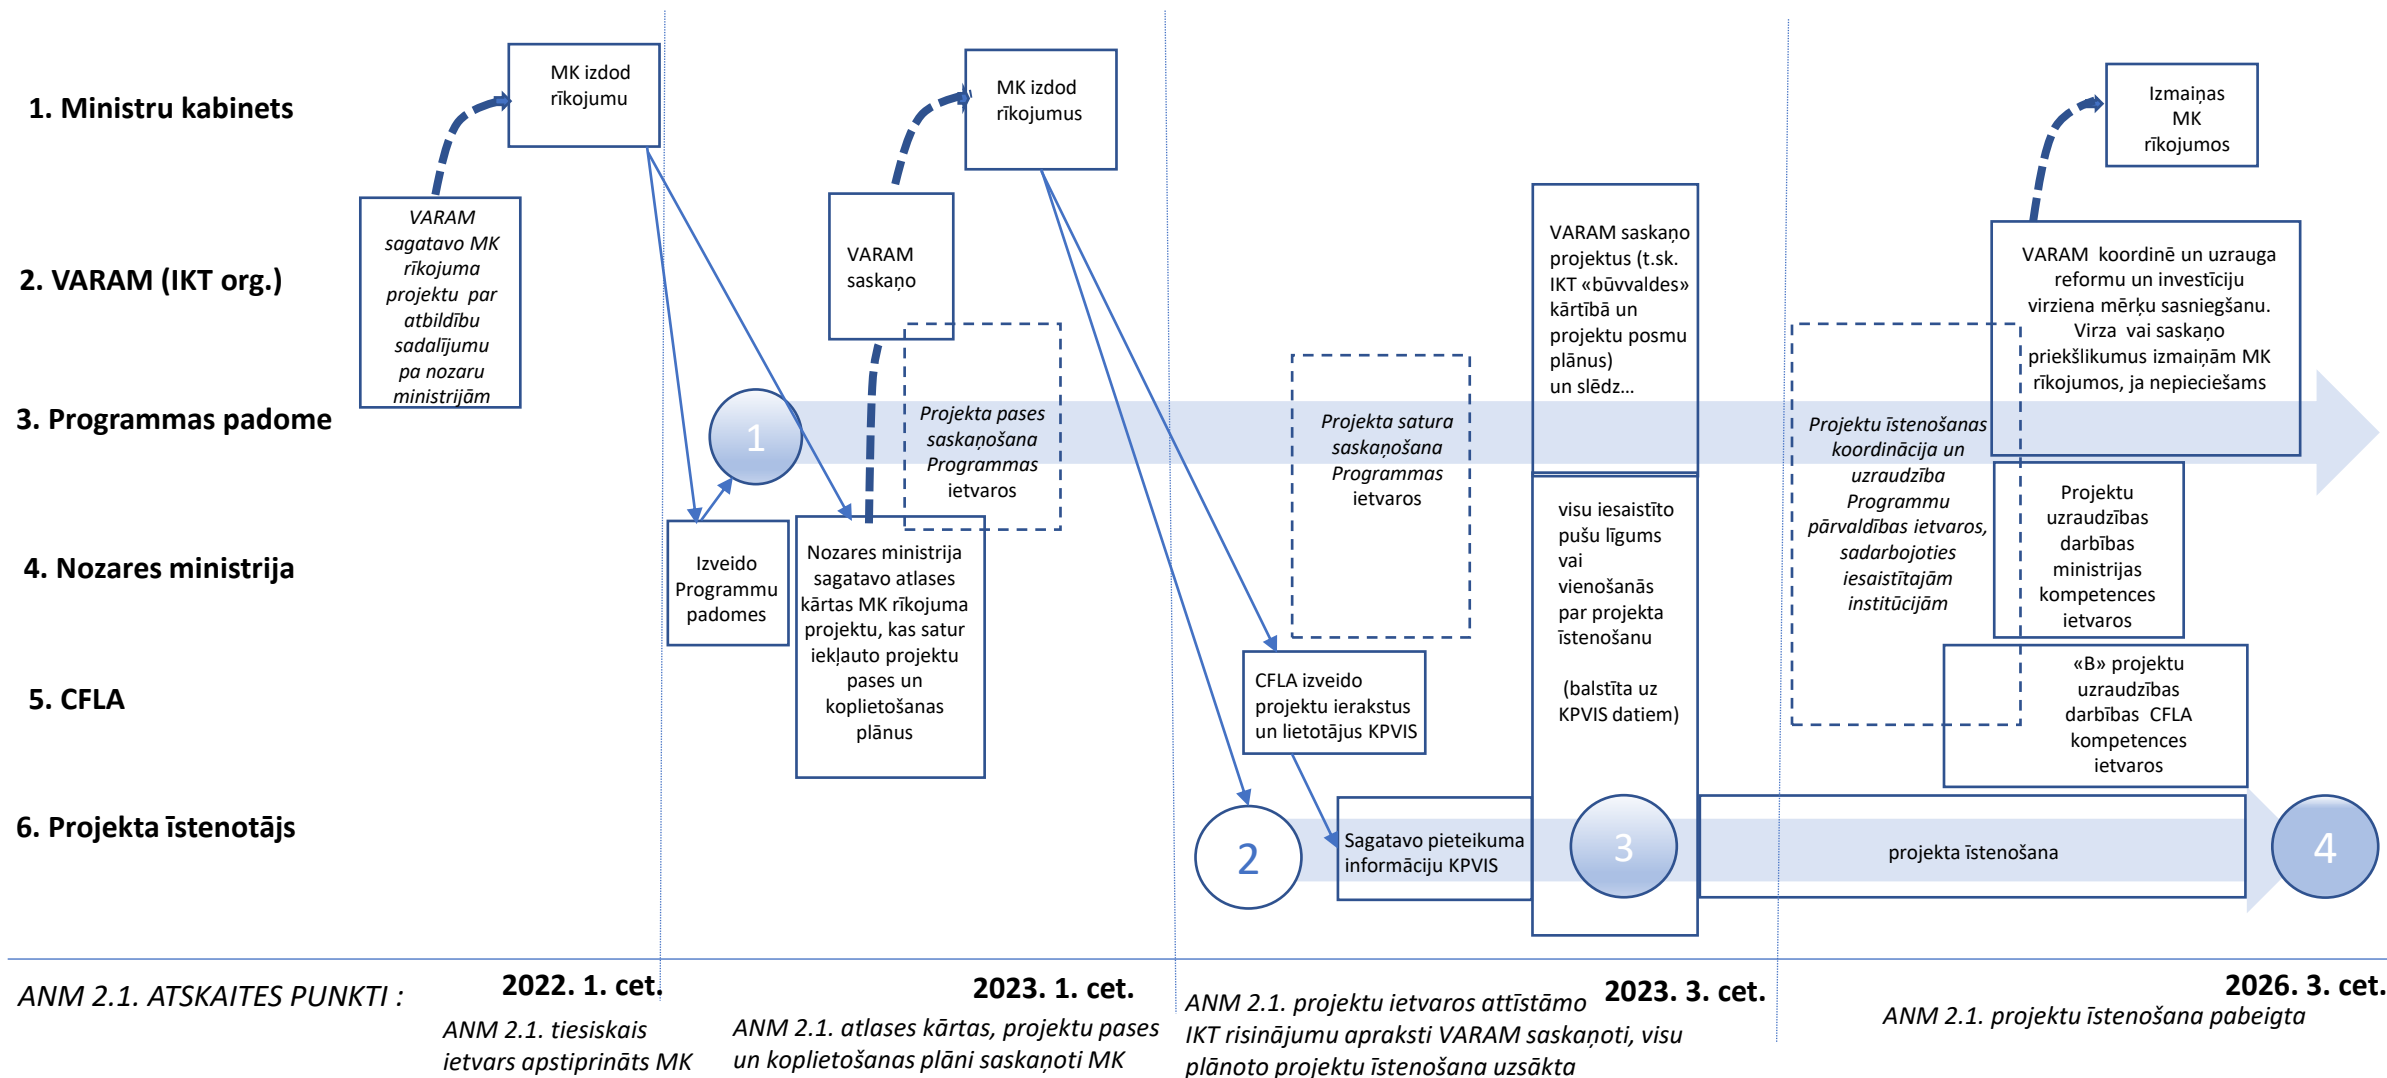 1. Ministru kabinets
2. VARAM (IKT org.)
3. Programmas padome
4. Nozares ministrija
5. CFLA
6. Projekta īstenotājs
VARAM
sagatavo MK
rīkojuma
projektu par
atbildību
sadalījumu
pa nozaru
ministrijām
MK izdod
rīkojumu
1
Izveido
Programmu
padomes
Nozares ministrija
sagatavo atlases
kārtas MK rīkojuma
projektu, kas satur
iekļauto projektu
pases un
koplietošanas
plānus
VARAM
saskaņo
Projekta pases
saskaņošana
Programmas
ietvaros
MK izdod
rīkojumus
CFLA izveido
projektu ierakstus
un lietotājus KPVIS
2
Sagatavo pieteikuma
informāciju KPVIS
Projekta satura
saskaņošana
Programmas
ietvaros
VARAM saskaņo
projektus (t.sk.
IKT «būvvaldes»
kārtībā un
projektu posmu
plānus)
un slēdz...
visu iesaistīto
pušu līgums
vai
vienošanās
par projekta
īstenošanu
(balstīta uz
KPVIS datiem)
3
projekta īstenošana
Projektu īstenošanas
koordinācija un
uzraudzība
Programmu
pārvaldības ietvaros,
sadarbojoties
iesaistītajām
institūcijām
Izmaiņas
MK
rīkojumos
VARAM koordinē un uzrauga
reformu un investīciju
virziena mērķu sasniegšanu.
Virza vai saskaņo
priekšlikumus izmaiņām MK
rīkojumos, ja nepieciešams
Projektu
uzraudzības
darbības
ministrijas
kompetences
ietvaros
«B» projektu
uzraudzības
darbības CFLA
kompetences
ietvaros
4
ANM 2.1. ATSKAITES PUNKTI :
2022. 1. cet.
ANM 2.1. tiesiskais
ietvars apstiprināts MK
2023. 1. cet.
ANM 2.1. atlases kārtas, projektu pases
un koplietošanas plāni saskaņoti MK
2023. 3. cet.
ANM 2.1. projektu ietvaros attīstāmo
IKT risinājumu apraksti VARAM saskaņoti, visu
plānoto projektu īstenošana uzsākta
2026. 3. cet.
ANM 2.1. projektu īstenošana pabeigta